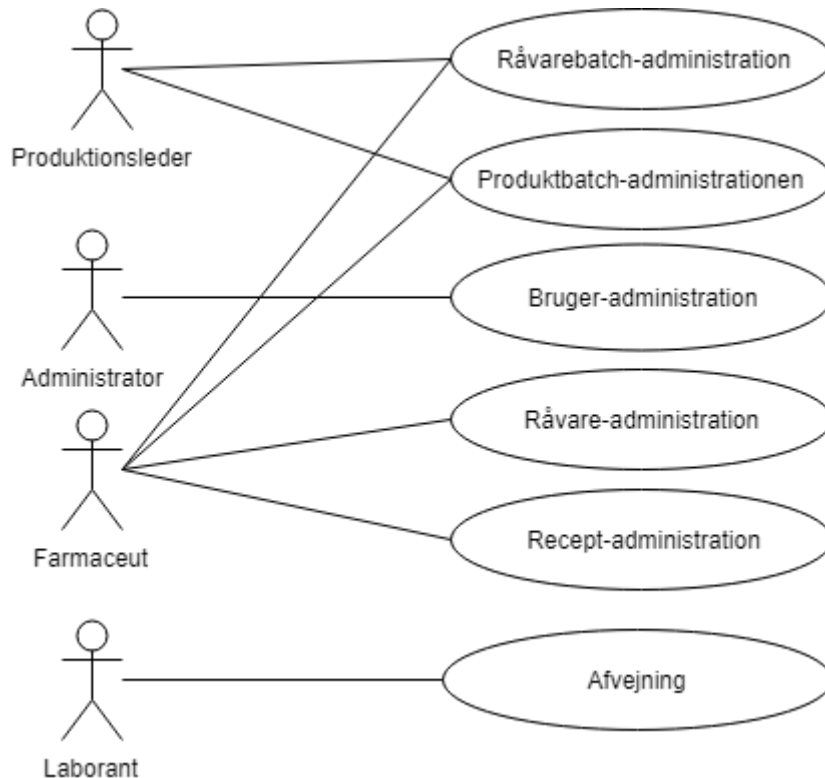 Råvarebatch-administration
Produktionsleder
Produktbatch-administrationen
Bruger-administration
Administrator
Råvare-administration
Recept-administration
Farmaceut
Afvejning
Laborant